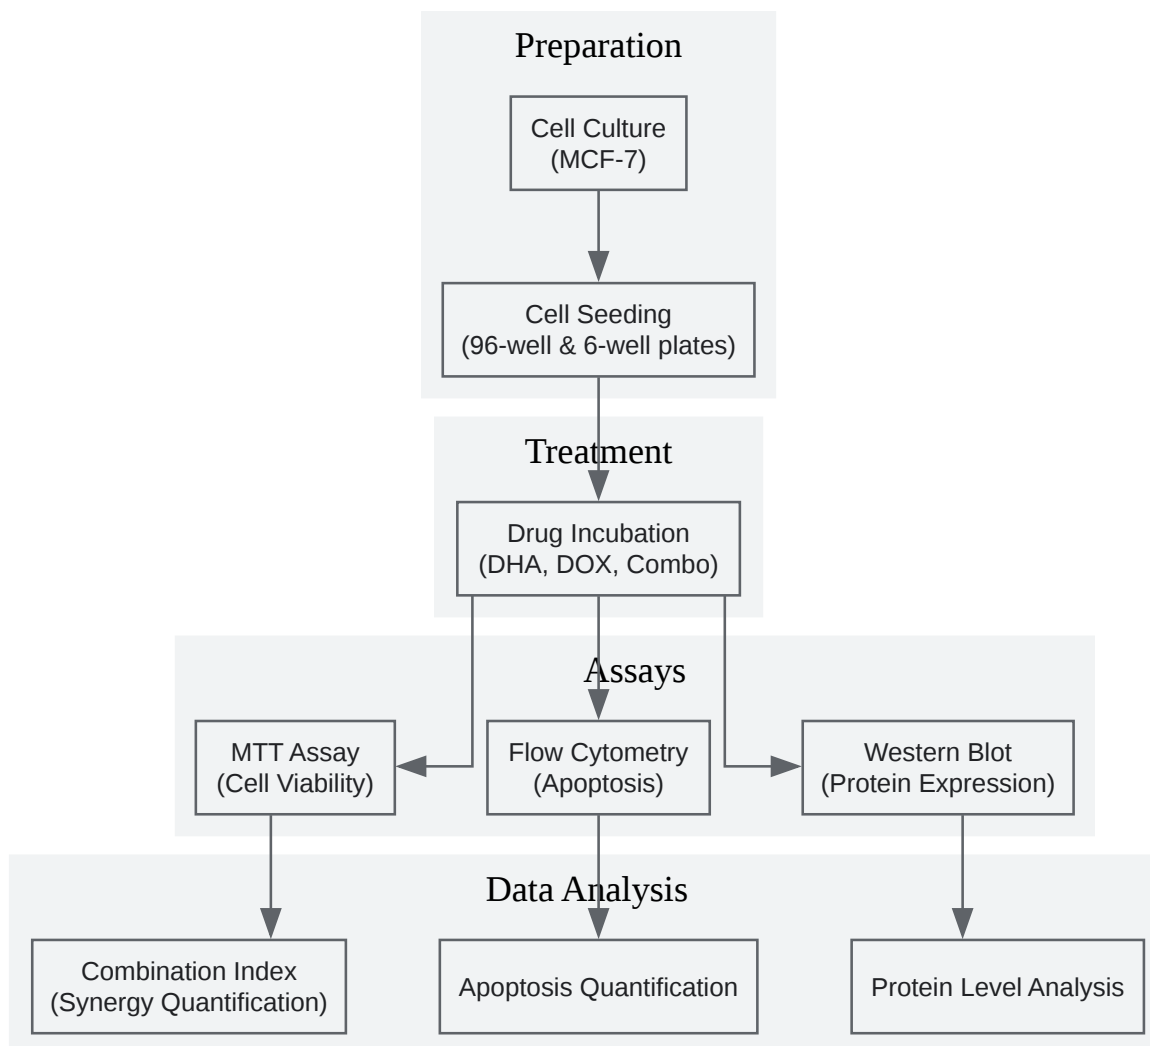 Preparation
Cell Culture
(MCF-7)
Cell Seeding
(96-well & 6-well plates)
Treatment
Drug Incubation
(DHA, DOX, Combo)
Assays
MTT Assay
(Cell Viability)
Flow Cytometry
(Apoptosis)
Western Blot
(Protein Expression)
Data Analysis
Combination Index
(Synergy Quantification)
Apoptosis Quantification
Protein Level Analysis